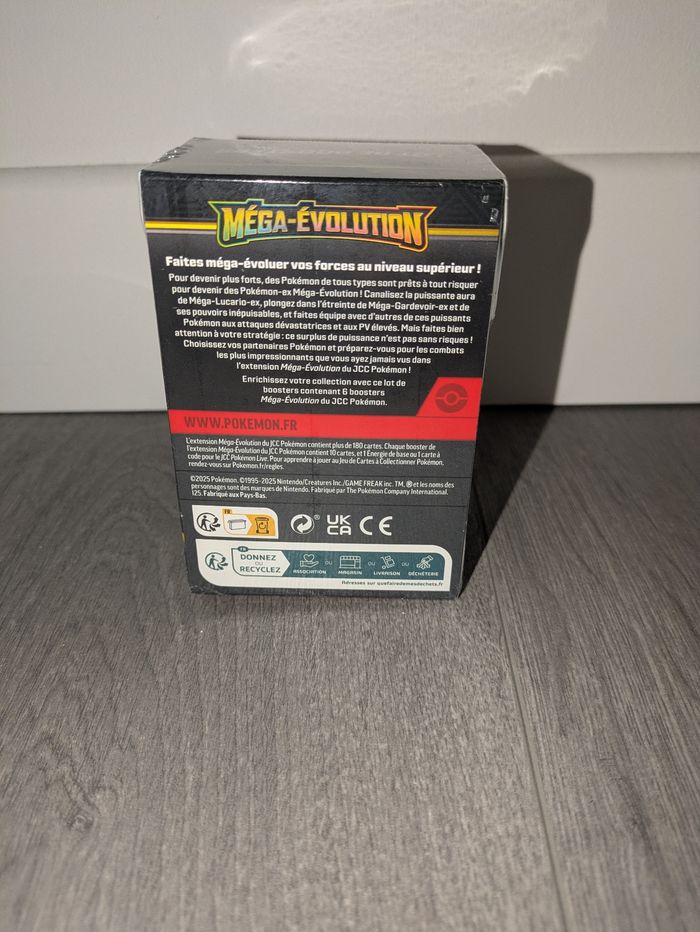 MÉGA-ÉVOLUTION
Faites méga-évoluer vos forces au niveau supérieur !
Pour devenir plus forts, des Pokémon de tous types sont prêts à tout risquer
pour devenir des Pokémon-ex Méga-Évolution ! Canalisez la puissante aura
de Méga-Lucario-ex, plongez dans l'étreinte de Méga-Gardevoir-ex et de
ses pouvoirs inépuisables, et faites équipe avec d'autres de ces puissants
Pokémon aux attaques dévastatrices et aux PV élevés. Mais faites bien
attention à votre stratégie : ce surplus de puissance n'est pas sans risques !
Choisissez vos partenaires Pokémon et préparez-vous pour les combats
les plus impressionnants que vous ayez jamais vus dans
l'extension Méga-Évolution du JCC Pokémon !
Enrichissez votre collection avec ce lot de
boosters contenant 6 boosters
Méga-Évolution du JCC Pokémon.
WWW.POKEMON.FR
L'extension Méga-Évolution du JCC Pokémon contient plus de 180 cartes. Chaque booster de
l'extension Méga-Évolution du JCC Pokémon contient 10 cartes, et 1 Énergie de base ou 1 carte à
code pour le JCC Pokémon Live. Pour apprendre à jouer au Jeu de Cartes à Collectionner Pokémon,
rendez-vous sur Pokemon.fr/regles.
©2025 Pokémon. ©1995-2025 Nintendo/Creatures Inc./GAME FREAK inc. TM, ® et les noms des
personnages sont des marques de Nintendo. Fabriqué par The Pokémon Company International.
125. Fabriqué aux Pays-Bas.
FR
® UK
CA CE
FR
DONNEZ
OU
RECYCLEZ
ASSOCIATION OU MAGASIN OU LIVRAISON OU DÉCHÈTERIE
Adresses sur quefairedemesdechets.fr